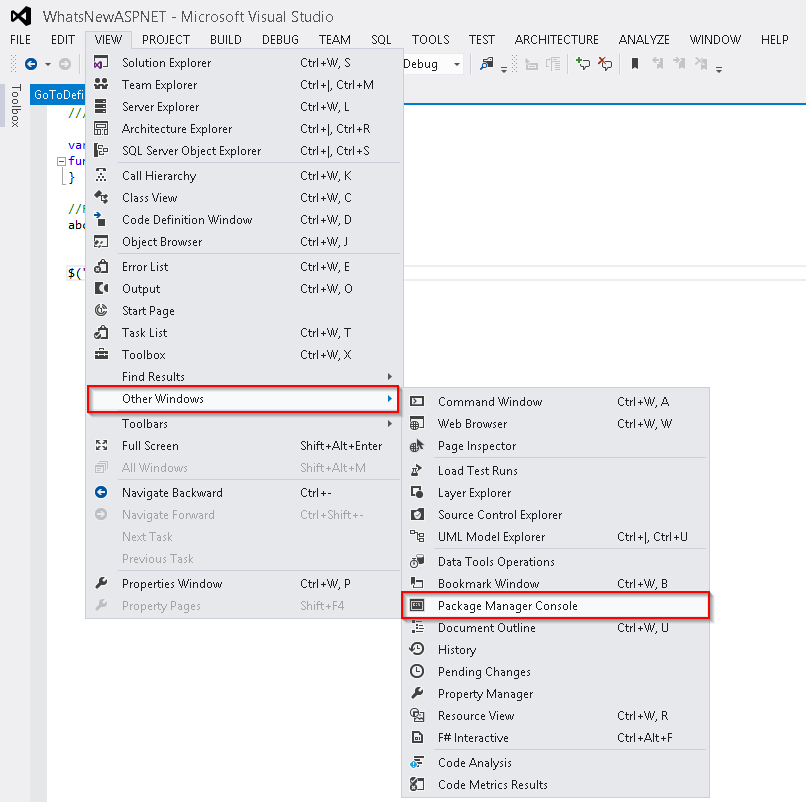 WhatsNewASPNET - Microsoft Visual Studio
FILE EDIT VIEW PROJECT BUILD DEBUG TEAM SQL TOOLS TEST ARCHITECTURE ANALYZE WINDOW HELP
Debug
Toolbox
GoToDefi
Solution Explorer Ctrl+W, S
Team Explorer Ctrl+|, Ctrl+M
Server Explorer Ctrl+W, L
Architecture Explorer Ctrl+|, Ctrl+R
SQL Server Object Explorer Ctrl+|, Ctrl+S
Call Hierarchy Ctrl+W, K
Class View Ctrl+W, C
Code Definition Window Ctrl+W, D
Object Browser Ctrl+W, J
Error List Ctrl+W, E
Output Ctrl+W, O
Start Page
Task List Ctrl+W, T
Toolbox Ctrl+W, X
Find Results
Other Windows
Toolbars
Full Screen Shift+Alt+Enter
All Windows Shift+Alt+M
Navigate Backward Ctrl+-
Navigate Forward Ctrl+Shift+-
Next Task
Previous Task
Properties Window Ctrl+W, P
Property Pages Shift+F4
Command Window Ctrl+W, A
Web Browser Ctrl+W, W
Page Inspector
Load Test Runs
Layer Explorer
Source Control Explorer
UML Model Explorer Ctrl+|, Ctrl+U
Data Tools Operations
Bookmark Window Ctrl+W, B
Package Manager Console
Document Outline Ctrl+W, U
History
Pending Changes
Property Manager
Resource View Ctrl+W, R
F# Interactive Ctrl+Alt+F
Code Analysis
Code Metrics Results